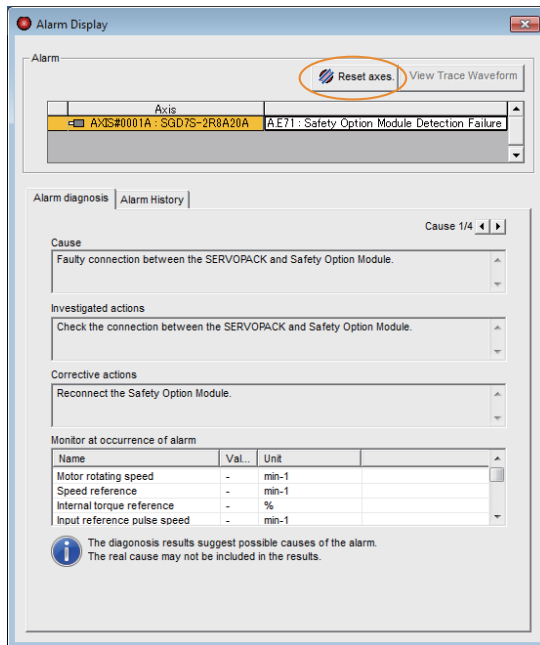 Alarm Display
Alarm
Reset axes.
View Trace Waveform
Axis
AXIS#0001A : SGD7S-2R8A20A A.E71 : Safety Option Module Detection Failure
Alarm diagnosis Alarm History
Cause 1/4
Cause
Faulty connection between the SERVOPACK and Safety Option Module.
Investigated actions
Check the connection between the SERVOPACK and Safety Option Module.
Corrective actions
Reconnect the Safety Option Module.
Monitor at occurrence of alarm
Name Val... Unit
Motor rotating speed - min-1
Speed reference - min-1
Internal torque reference - %
Input reference pulse speed - min-1
The diagonosis results suggest possible causes of the alarm.
The real cause may not be included in the results.